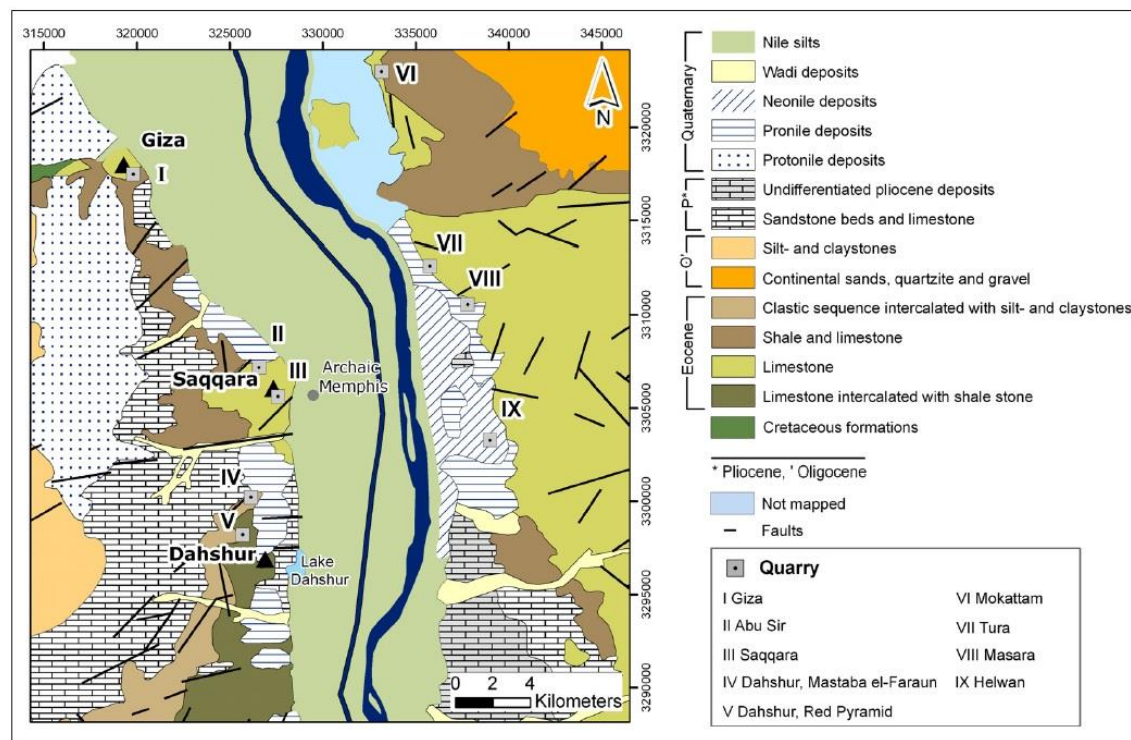 315000 320000 325000 330000 335000 340000 345000
VI
N
3320000
Giza
I
3315000
VII
VIII
3310000
II
III
Saqqara
Archaic
Memphis
3305000
IX
IV
3300000
V
Dahshur
Lake
Dahshur
3295000
0 2 4
Kilometers
3290000
Quaternary
Nile silts
Wadi deposits
Neonile deposits
Pronile deposits
Protonile deposits
P*
Undifferentiated pliocene deposits
Sandstone beds and limestone
O'
Silt- and claystones
Continental sands, quartzite and gravel
Eocene
Clastic sequence intercalated with silt- and claystones
Shale and limestone
Limestone
Limestone intercalated with shale stone
Cretaceous formations
* Pliocene, ' Oligocene
Not mapped
Faults
Quarry
I Giza
II Abu Sir
III Saqqara
IV Dahshur, Mastaba el-Faraun
V Dahshur, Red Pyramid
VI Mokattam
VII Tura
VIII Masara
IX Helwan